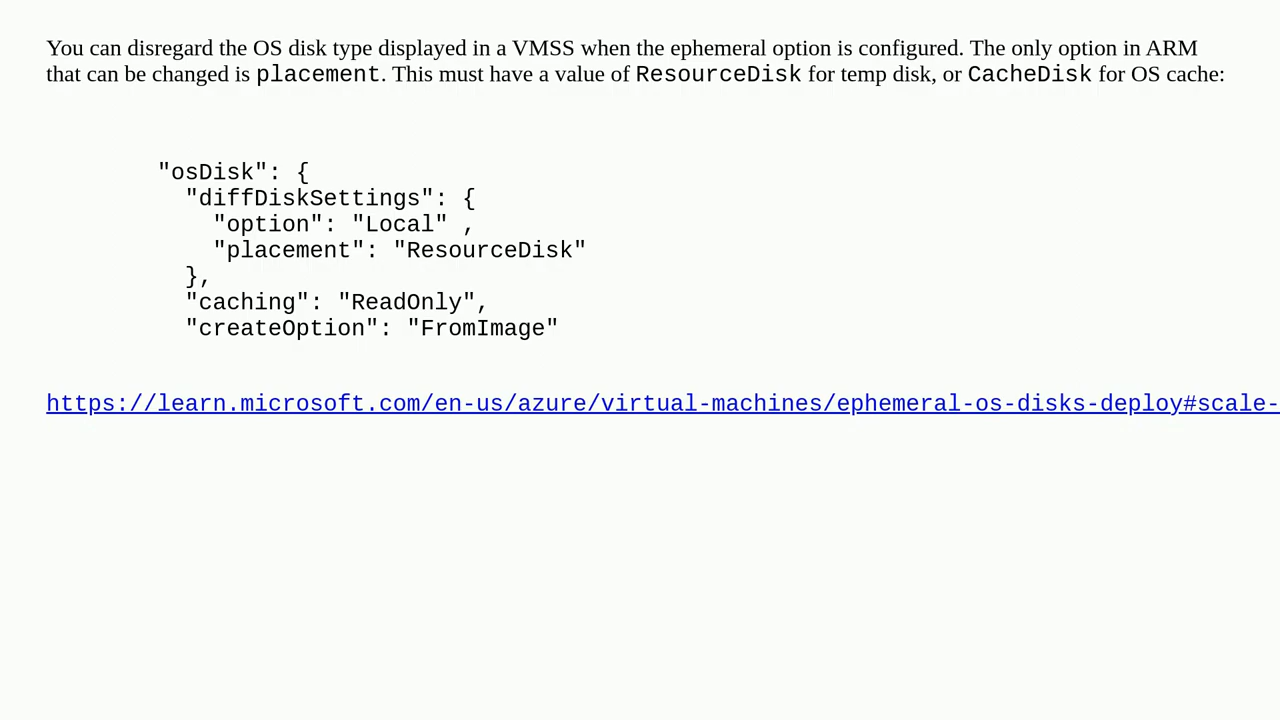 You can disregard the OS disk type displayed in a VMSS when the ephemeral option is configured. The only option in ARM
that can be changed is placement. This must have a value of ResourceDisk for temp disk, or CacheDisk for OS cache:
"osDisk": {
"diffDiskSettings": {
"option": "Local" ,
"placement": "ResourceDisk"
},
"caching": "ReadOnly",
"createOption": "FromImage"
https://learn.microsoft.com/en-us/azure/virtual-machines/ephemeral-os-disks-deploy#scale-